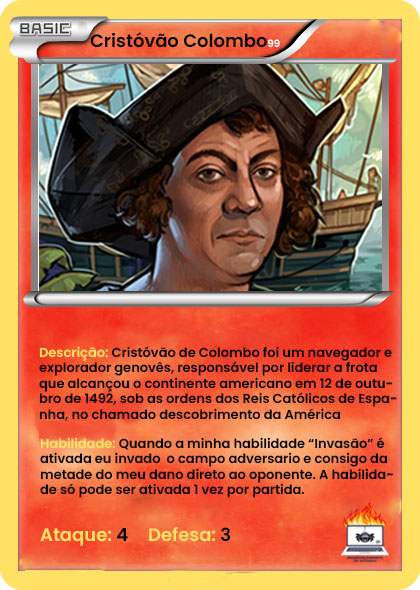 BASIC
Cristóvão Colombo 99
Descrição: Cristóvão de Colombo foi um navegador e
explorador genovês, responsável por liderar a frota
que alcançou o continente americano em 12 de outu-
bro de 1492, sob as ordens dos Reis Católicos de Espa-
nha, no chamado descobrimento da América
Habilidade: Quando a minha habilidade “Invasão” é
ativada eu invado o campo adversario e consigo da
metade do meu dano direto ao oponente. A habilida-
de só pode ser ativada 1 vez por partida.
Ataque: 4 Defesa: 3